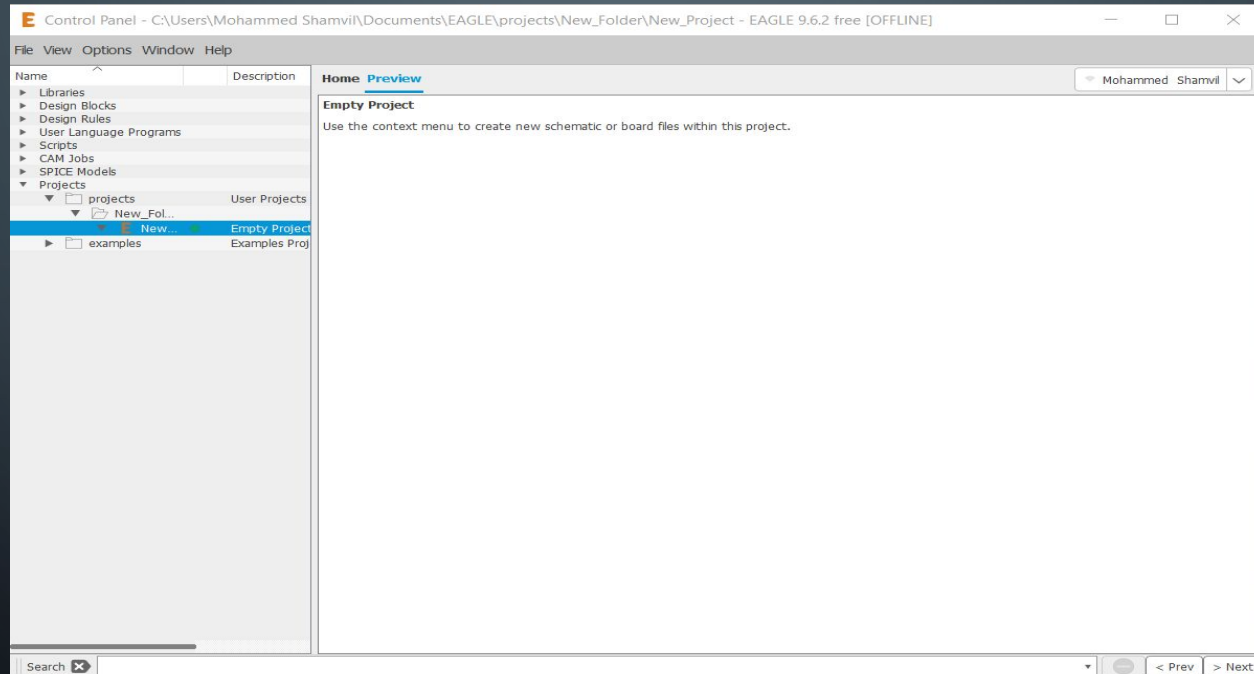 E Control Panel - C:\Users\Mohammed Shamvil\Documents\EAGLE\projects\New_Folder\New_Project - EAGLE 9.6.2 free [OFFLINE]
File View Options Window Help
Name Description
Libraries
Design Blocks
Design Rules
User Language Programs
Scripts
CAM Jobs
SPICE Models
Projects
projects User Projects
New_Fol...
E New... Empty Project
examples Examples Proj
Home Preview
Mohammed Shamvil
Empty Project
Use the context menu to create new schematic or board files within this project.
Search
< Prev > Next